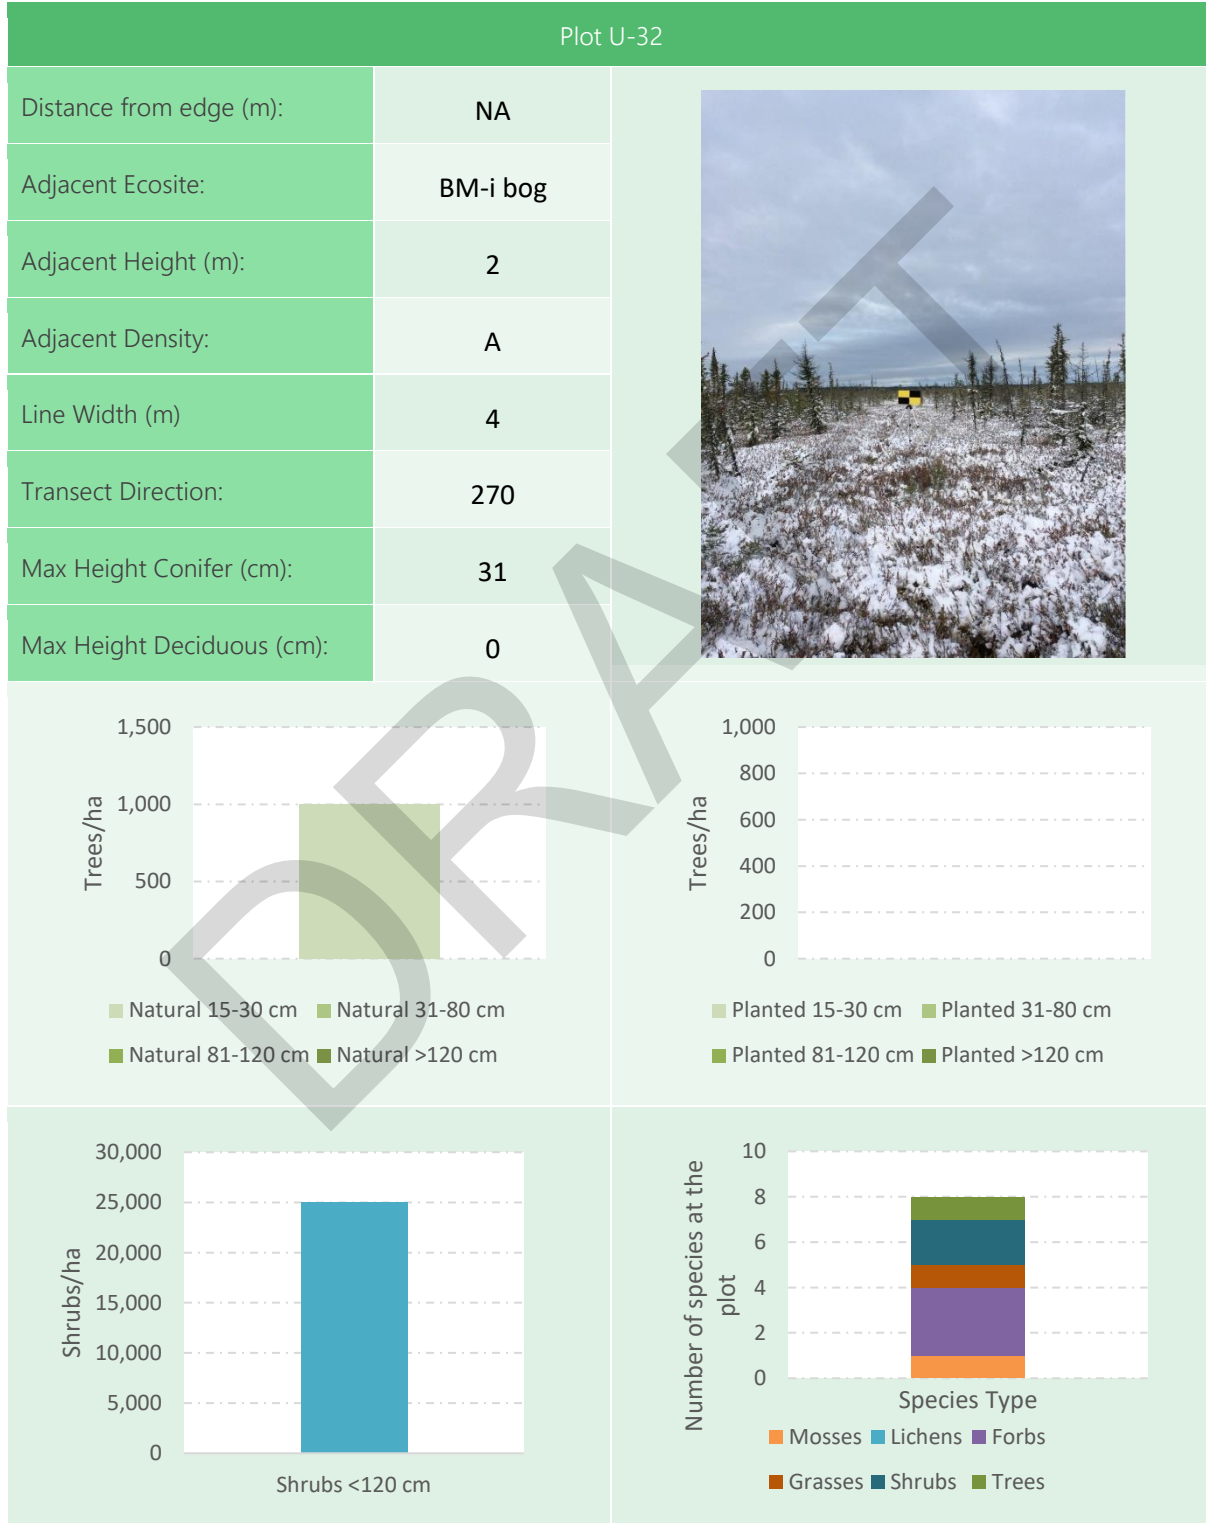 Plot U-32
Distance from edge (m): NA
Adjacent Ecosite: BM-i bog
Adjacent Height (m): 2
Adjacent Density: A
Line Width (m) 4
Transect Direction: 270
Max Height Conifer (cm): 31
Max Height Deciduous (cm): 0
1,500
1,000
500
0
Trees/ha
Natural 15-30 cm Natural 31-80 cm
Natural 81-120 cm Natural >120 cm
1,000
800
600
400
200
0
Trees/ha
Planted 15-30 cm Planted 31-80 cm
Planted 81-120 cm Planted >120 cm
30,000
25,000
20,000
15,000
10,000
5,000
0
Shrubs/ha
Shrubs <120 cm
10
8
6
4
2
0
Number of species at the
plot
Species Type
Mosses Lichens Forbs
Grasses Shrubs Trees
DRAFT